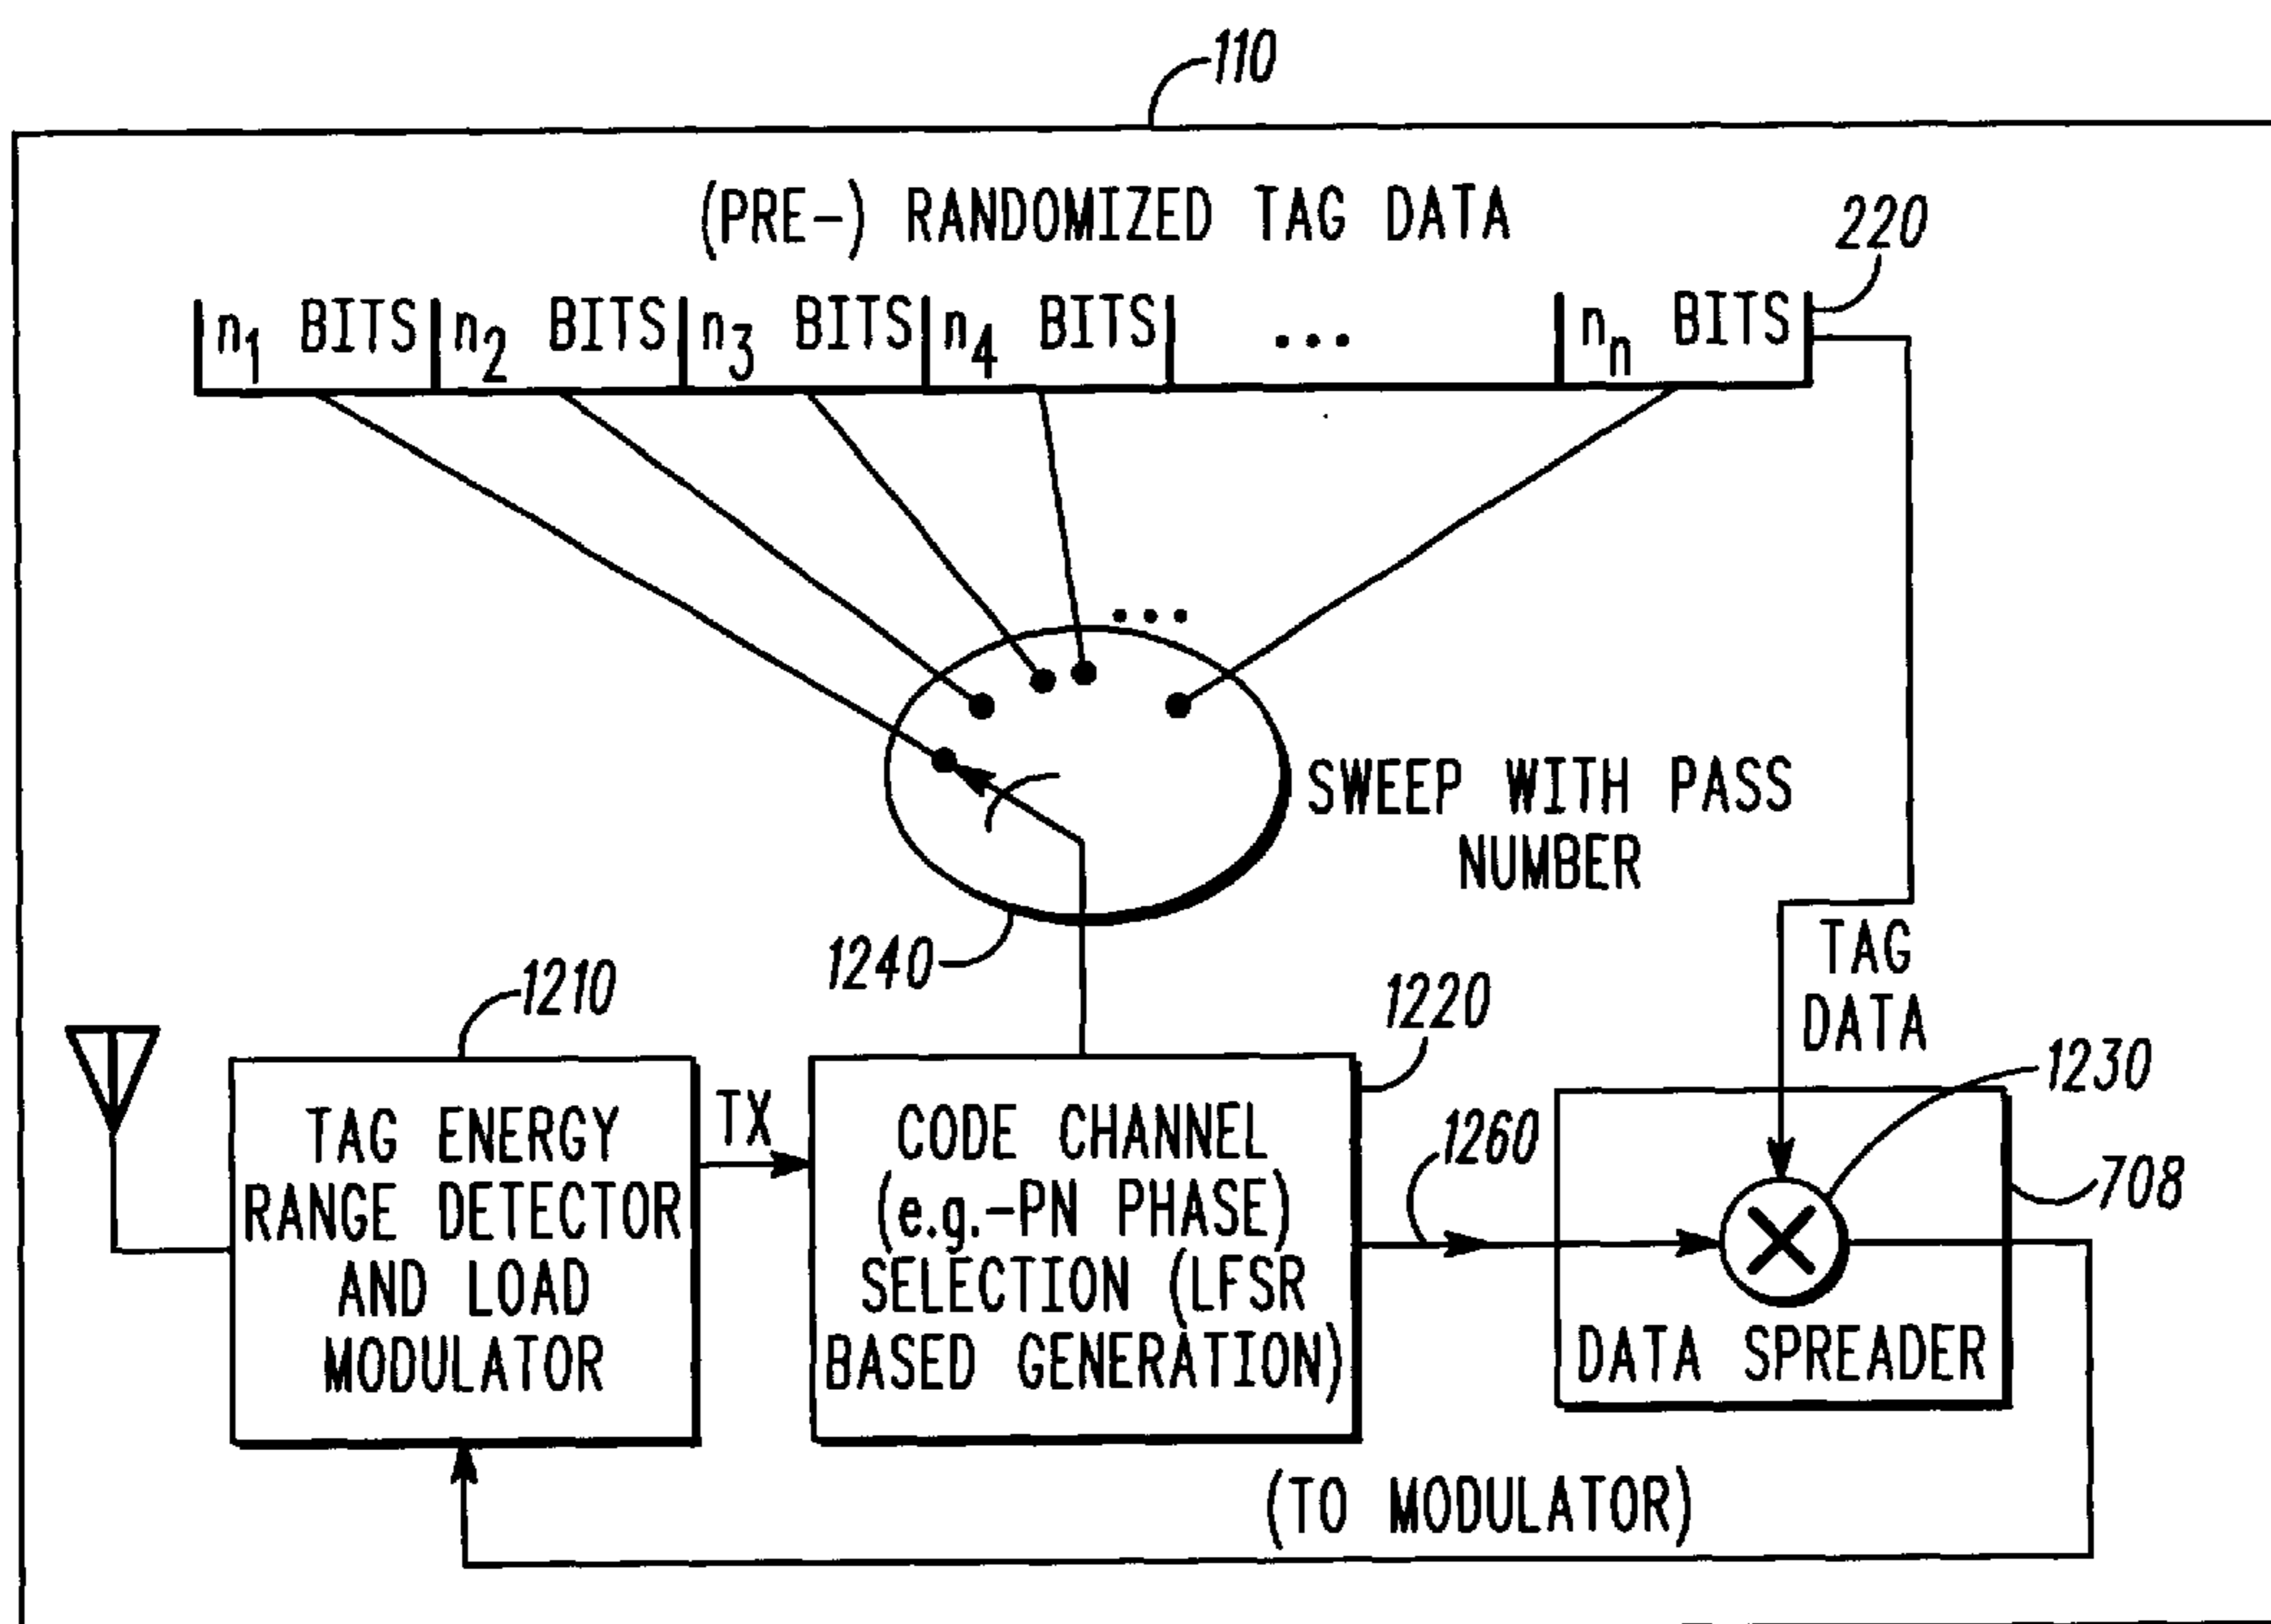 110
(PRE-) RANDOMIZED TAG DATA
220
n1 BITS n2 BITS n3 BITS n4 BITS ... nn BITS
...
SWEEP WITH PASS
NUMBER
1240
TAG
DATA
1210
1220
1230
TAG ENERGY
RANGE DETECTOR
AND LOAD
MODULATOR
TX
CODE CHANNEL
(e.g.-PN PHASE)
SELECTION (LFSR
BASED GENERATION)
1260
708
DATA SPREADER
(TO MODULATOR)